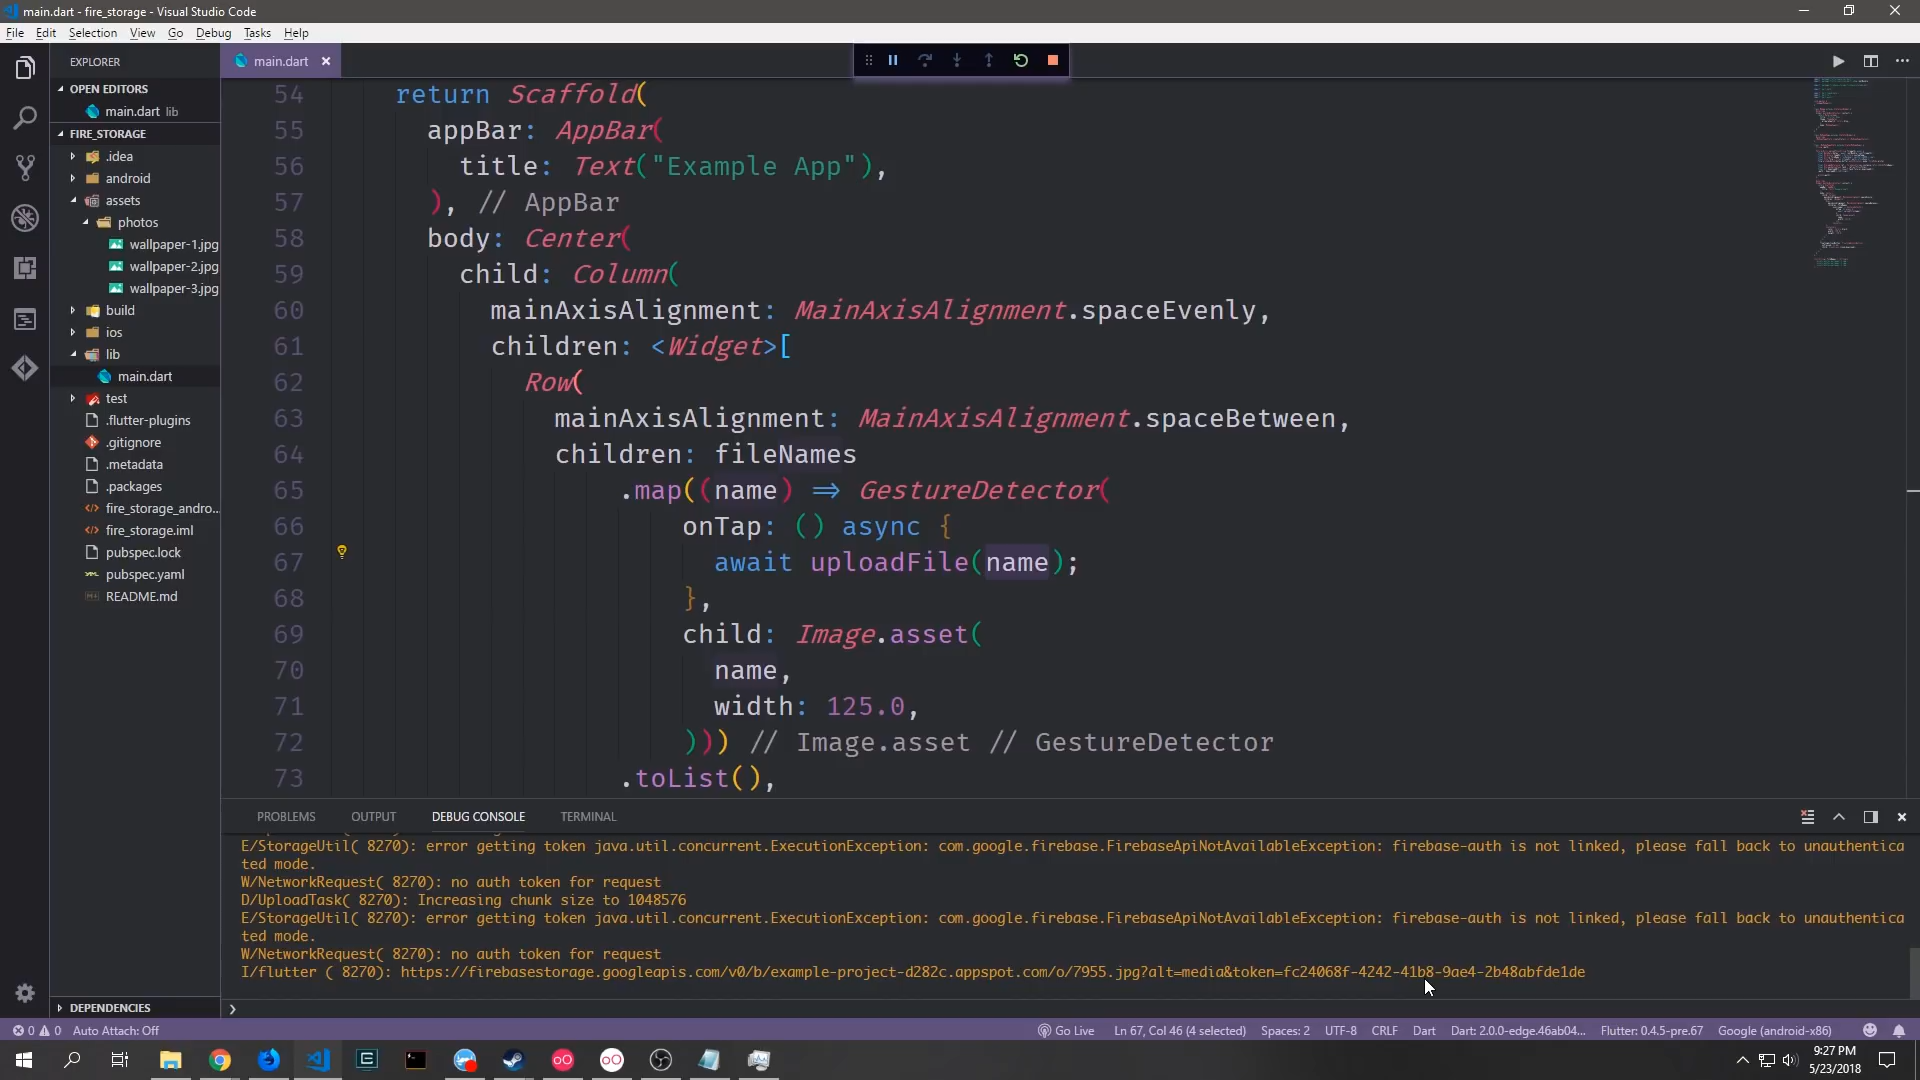 main.dart - fire_storage - Visual Studio Code
File Edit Selection View Go Debug Tasks Help
EXPLORER
OPEN EDITORS
main.dart lib
FIRE_STORAGE
.idea
android
assets
photos
wallpaper-1.jpg
wallpaper-2.jpg
wallpaper-3.jpg
build
ios
lib
main.dart
test
.flutter-plugins
.gitignore
.metadata
.packages
fire_storage_andro...
fire_storage.iml
pubspec.lock
pubspec.yaml
README.md
DEPENDENCIES
main.dart
54 return Scaffold(
55 appBar: AppBar(
56 title: Text("Example App"),
57 ), // AppBar
58 body: Center(
59 child: Column(
60 mainAxisAlignment: MainAxisAlignment.spaceEvenly,
61 children: <Widget>[
62 Row(
63 mainAxisAlignment: MainAxisAlignment.spaceBetween,
64 children: fileNames
65 .map((name) => GestureDetector(
66 onTap: () async {
67 await uploadFile(name);
68 },
69 child: Image.asset(
70 name,
71 width: 125.0,
72 ))) // Image.asset // GestureDetector
73 .toList(),
PROBLEMS OUTPUT DEBUG CONSOLE TERMINAL
E/StorageUtil( 8270): error getting token java.util.concurrent.ExecutionException: com.google.firebase.FirebaseApiNotAvailableException: firebase-auth is not linked, please fall back to unauthentica
ted mode.
W/NetworkRequest( 8270): no auth token for request
D/UploadTask( 8270): Increasing chunk size to 1048576
E/StorageUtil( 8270): error getting token java.util.concurrent.ExecutionException: com.google.firebase.FirebaseApiNotAvailableException: firebase-auth is not linked, please fall back to unauthentica
ted mode.
W/NetworkRequest( 8270): no auth token for request
I/flutter ( 8270): https://firebasestorage.googleapis.com/v0/b/example-project-d282c.appspot.com/o/7955.jpg?alt=media&token=fc24068f-4242-41b8-9ae4-2b48abfde1de
0 0 Auto Attach: Off Go Live Ln 67, Col 46 (4 selected) Spaces: 2 UTF-8 CRLF Dart Dart: 2.0.0-edge.46ab04... Flutter: 0.4.5-pre.67 Google (android-x86)
9:27 PM
5/23/2018